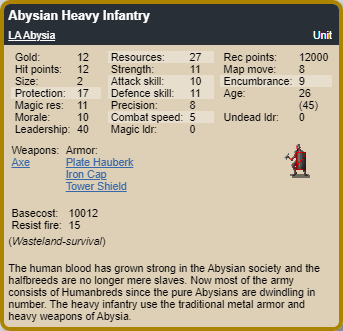 Abysian Heavy Infantry
LA Abysia Unit
Gold: 12 Resources: 27 Rec points: 12000
Hit points: 12 Strength: 11 Map move: 8
Size: 2 Attack skill: 10 Encumbrance: 9
Protection: 17 Defence skill: 11 Age: 26
Magic res: 11 Precision: 8 (45)
Morale: 10 Combat speed: 5 Undead ldr: 0
Leadership: 40 Magic ldr: 0
Weapons: Armor:
Axe Plate Hauberk
Iron Cap
Tower Shield
Basecost: 10012
Resist fire: 15
(Wasteland-survival)
The human blood has grown strong in the Abysian society and the
halfbreeds are no longer mere slaves. Now most of the army
consists of Humanbreds since the pure Abysians are dwindling in
number. The heavy infantry use the traditional metal armor and
heavy weapons of Abysia.